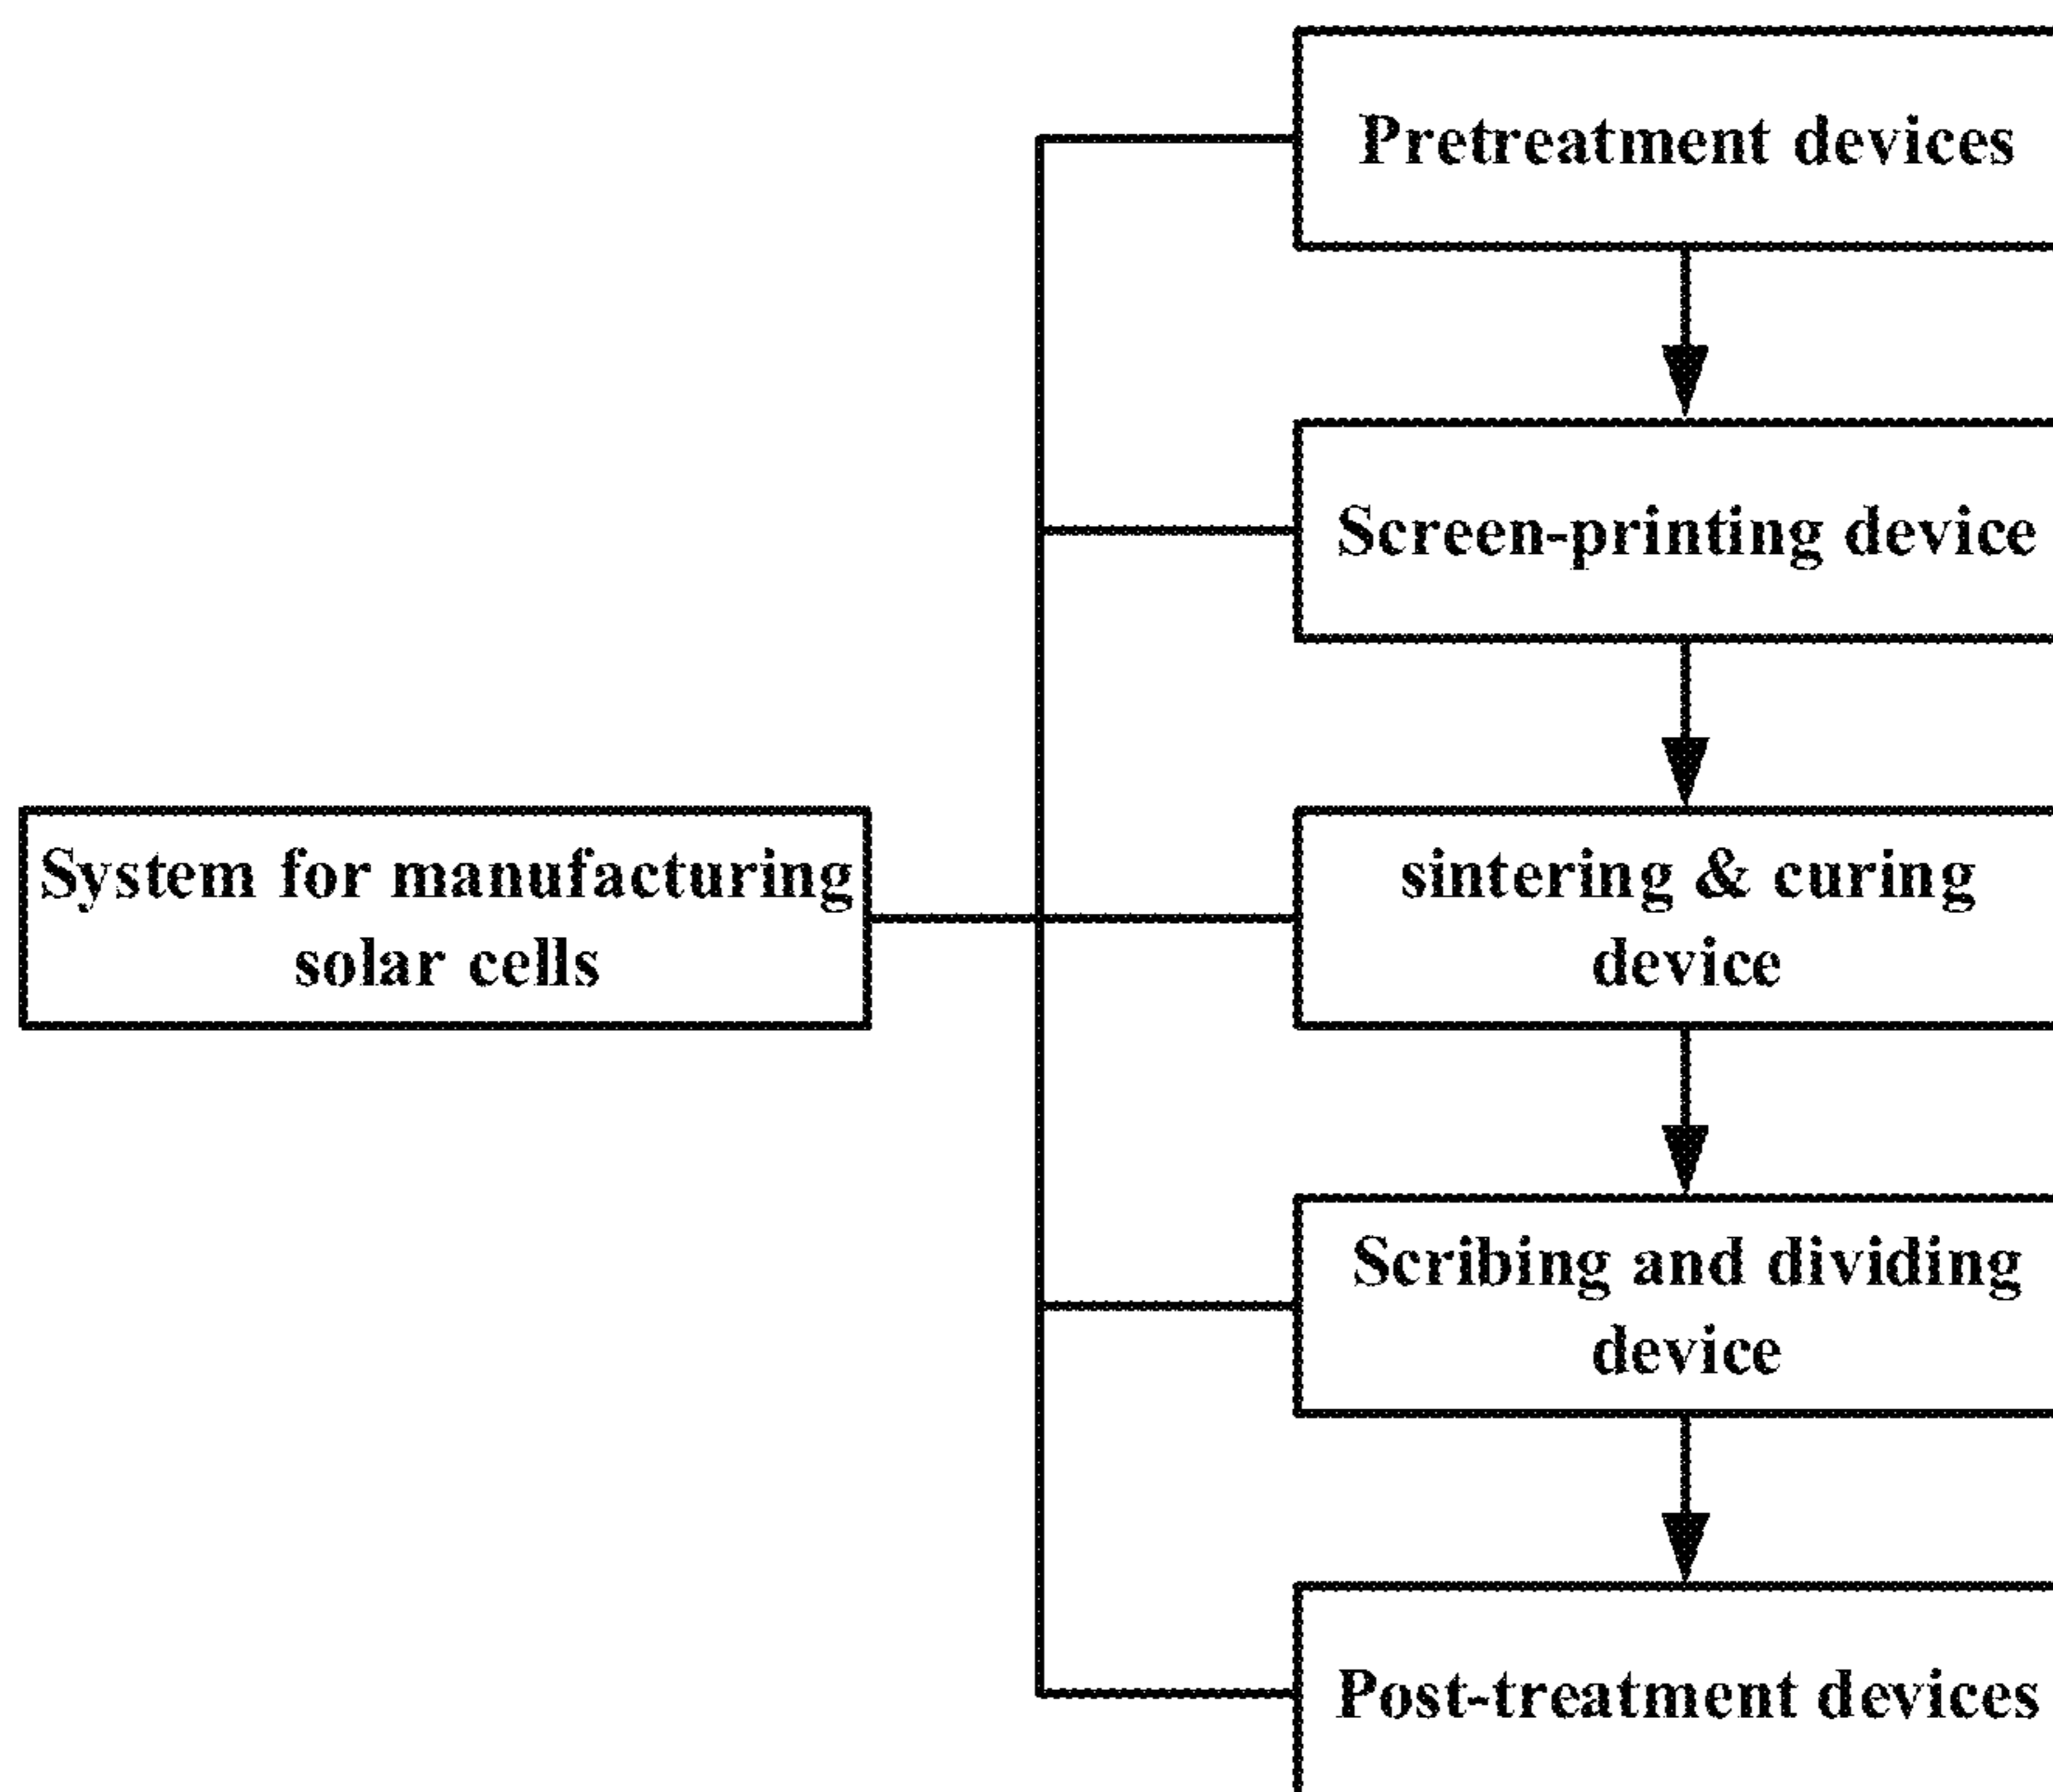 Pretreatment devices
Screen-printing device
System for manufacturing
solar cells
sintering & curing
device
Scribing and dividing
device
Post-treatment devices